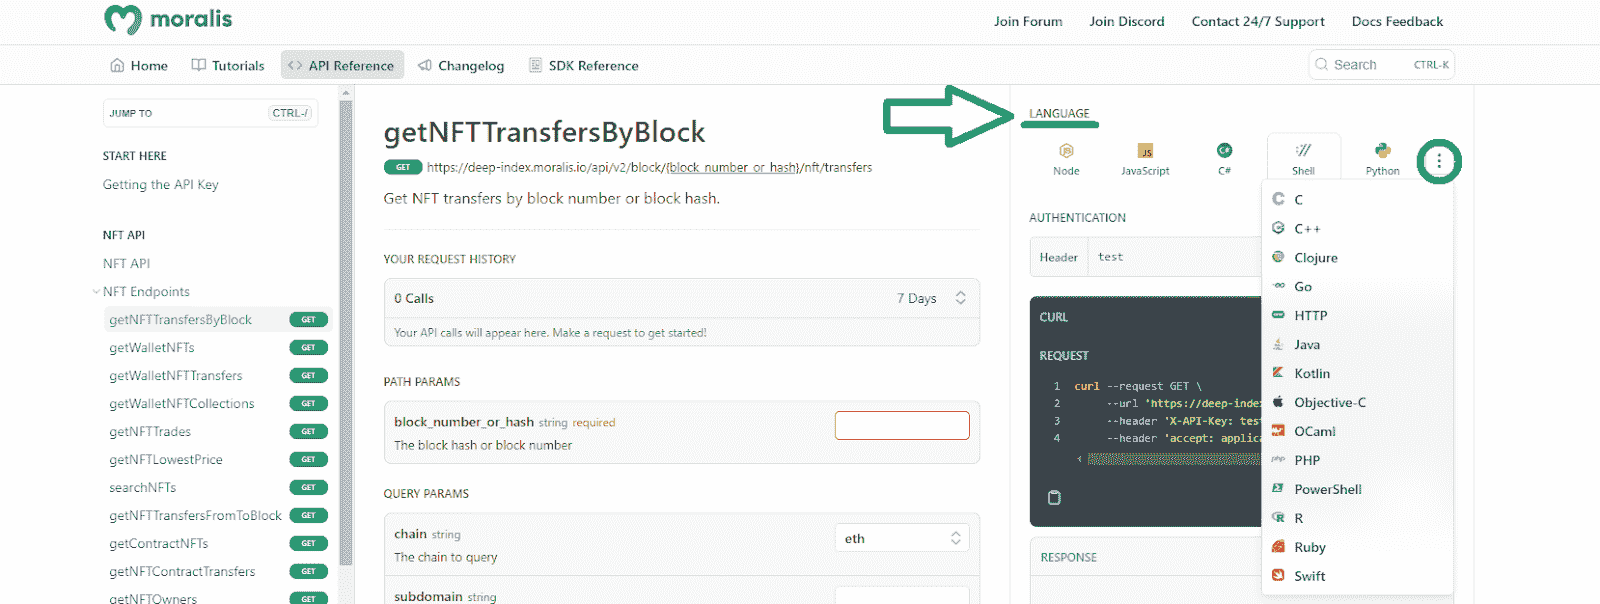 moralis
Join Forum
Join Discord
Contact 24/7 Support
Docs Feedback
Home
Tutorials
API Reference
Changelog
SDK Reference
Search
CTRL-K
JUMP TO
CTRL-/
START HERE
Getting the API Key
NFT API
NFT API
NFT Endpoints
getNFTTransfersByBlock GET
getWalletNFTs GET
getWalletNFTTransfers GET
getWalletNFTCollections GET
getNFTTrades GET
getNFTLowestPrice GET
searchNFTs GET
getNFTTransfersFromToBlock GET
getContractNFTs GET
getNFTContractTransfers GET
getNFTOwners GET
getNFTTransfersByBlock
GET https://deep-index.moralis.io/api/v2/block/{block_number_or_hash}/nft/transfers
Get NFT transfers by block number or block hash.
YOUR REQUEST HISTORY
0 Calls
7 Days
Your API calls will appear here. Make a request to get started!
PATH PARAMS
block_number_or_hash string required
The block hash or block number
QUERY PARAMS
chain string
The chain to query
eth
subdomain string
LANGUAGE
JS
Node
JS
JavaScript
C#
C#
Shell
Python
AUTHENTICATION
Header
test
CURL
REQUEST
1 curl --request GET \
2 --url 'https://deep-index
3 --header 'X-API-Key: tes
4 --header 'accept: applica
RESPONSE
C
C++
Clojure
Go
HTTP
Java
Kotlin
Objective-C
OCaml
php PHP
PowerShell
R
Ruby
Swift